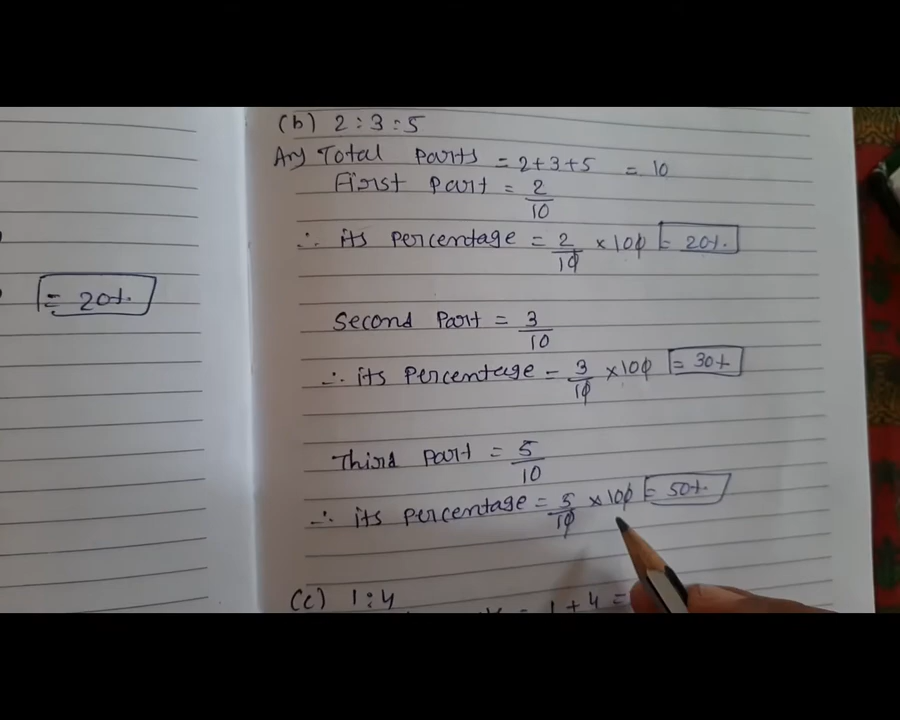 = 20%
(b) 2:3:5
Ans Total parts = 2+3+5 = 10
First part = 2/10
∴ its percentage = 2/10 × 100 = 20%
Second part = 3/10
∴ its percentage = 3/10 × 100 = 30%
Third part = 5/10
∴ its percentage = 5/10 × 100 = 50%
(c) 1:4
= 1+4 =